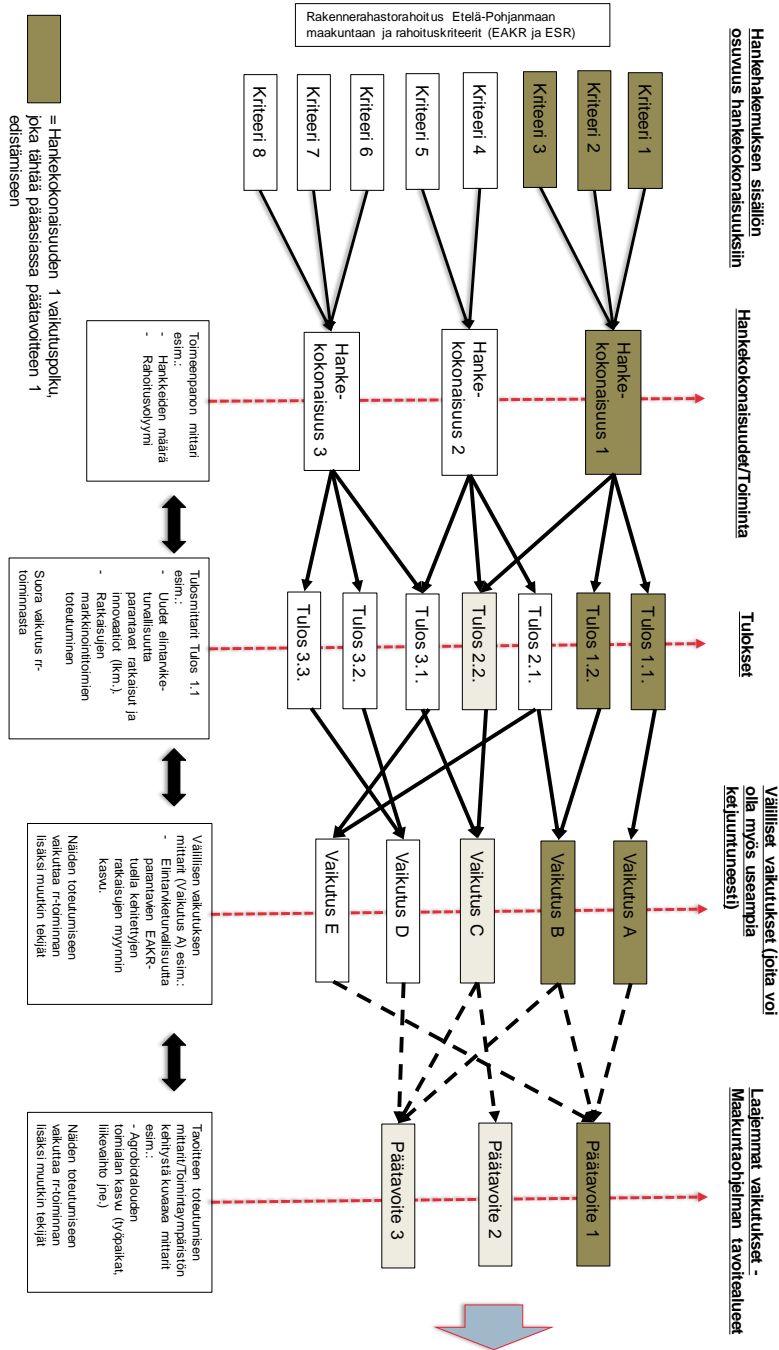 Rakennerahastorahoitus Etelä-Pohjanmaan
maakuntaan ja rahoituskriteerit (EAKR ja ESR)
Hankehakemuksen sisällön
osuvuus hankekokonaisuuksiin
Kriteeri 1
Kriteeri 2
Kriteeri 3
Kriteeri 4
Kriteeri 5
Kriteeri 6
Kriteeri 7
Kriteeri 8
Hankekokonaisuudet/Toiminta
Hanke-
kokonaisuus 1
Hanke-
kokonaisuus 2
Hanke-
kokonaisuus 3
Toimeenpanon mittari
esim.:
- Hankkeiden määrä
- Rahoitusvolyymi
Tulokset
Tulos 1.1.
Tulos 1.2.
Tulos 2.1.
Tulos 2.2.
Tulos 3.1.
Tulos 3.2.
Tulos 3.3.
Tulosmittarit Tulos 1.1
esim.:
- Uudet elintarvike-
turvallisuutta
parantavat ratkaisut ja
innovaatiot (lkm.).
- Ratkaisujen
markkinointitoimien
toteutuminen
Suora vaikutus rr-
toiminnasta
Välilliset vaikutukset (joita voi
olla myös useampia
ketjuuntuneesti)
Vaikutus A
Vaikutus B
Vaikutus C
Vaikutus D
Vaikutus E
Välillisen vaikutuksen
mittarit (Vaikutus A) esim.:
- Elintarviketurvallisuutta
parantavien EAKR-
tuella kehitettyjen
ratkaisujen myynnin
kasvu.
Näiden toteutumiseen
vaikuttaa rr-toiminnan
lisäksi muutkin tekijät
Laajemmat vaikutukset -
Maakuntaohjelman tavoitealueet
Päätavoite 1
Päätavoite 2
Päätavoite 3
Tavoitteen toteutumisen
mittarit/Toimintaympäristön
kehitystä kuvaava mittarit
esim.:
- Agrobiotalouden
toimialan kasvu (työpaikat,
liikevaihto jne.)
Näiden toteutumiseen
vaikuttaa rr-toiminnan
lisäksi muutkin tekijät
= Hankekokonaisuuden 1 vaikutuspolku,
joka tähtää pääasiassa päätavoitteen 1
edistämiseen